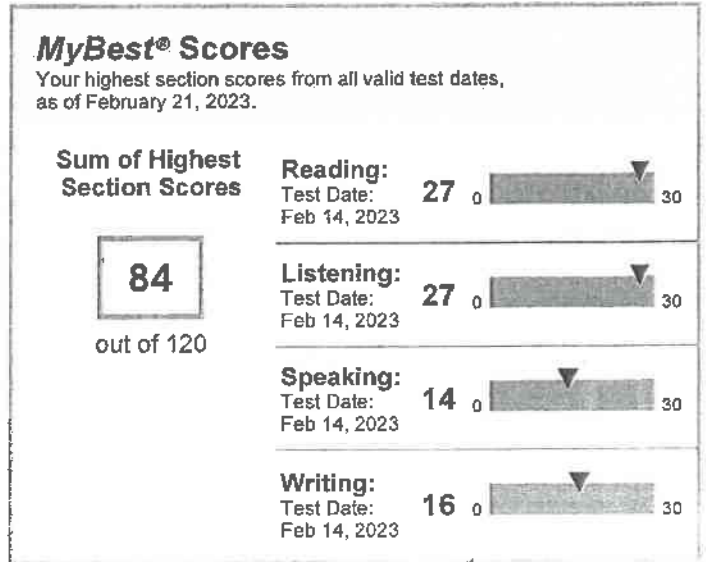 MyBest® Scores
Your highest section scores from all valid test dates,
as of February 21, 2023.
Sum of Highest
Section Scores
84
out of 120
Reading:
Test Date:
Feb 14, 2023
27
0
30
Listening:
Test Date:
Feb 14, 2023
27
0
30
Speaking:
Test Date:
Feb 14, 2023
14
0
30
Writing:
Test Date:
Feb 14, 2023
16
0
30